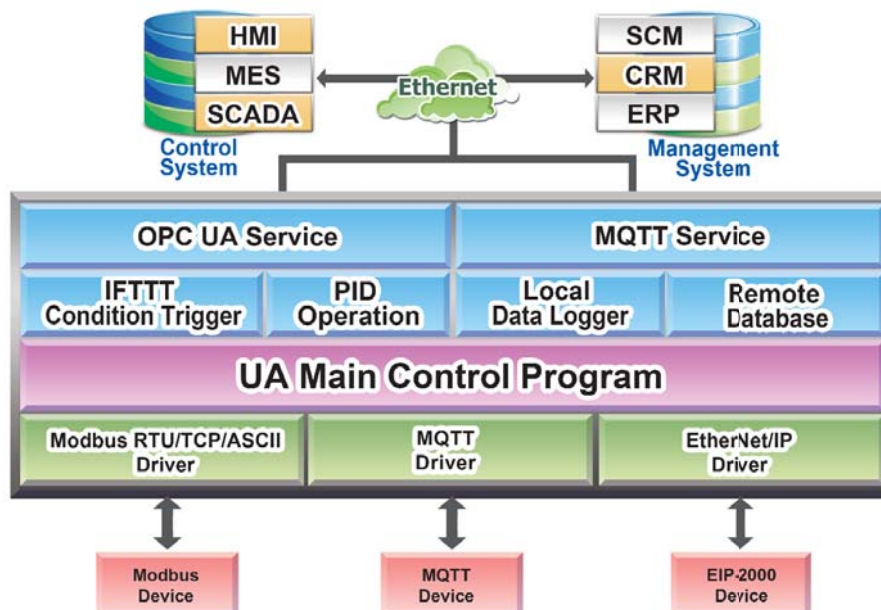 HMI
MES
SCADA
Control
System
Ethernet
SCM
CRM
ERP
Management
System
OPC UA Service
MQTT Service
IFTTT
Condition Trigger
PID
Operation
Local
Data Logger
Remote
Database
UA Main Control Program
Modbus RTU/TCP/ASCII
Driver
MQTT
Driver
EtherNet/IP
Driver
Modbus
Device
MQTT
Device
EIP-2000
Device